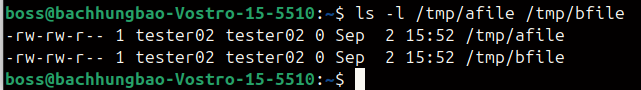 boss@bachhungbao-Vostro-15-5510:~$ ls -l /tmp/afile /tmp/bfile
-rw-rw-r-- 1 tester02 tester02 0 Sep  2 15:52 /tmp/afile
-rw-rw-r-- 1 tester02 tester02 0 Sep  2 15:52 /tmp/bfile
boss@bachhungbao-Vostro-15-5510:~$